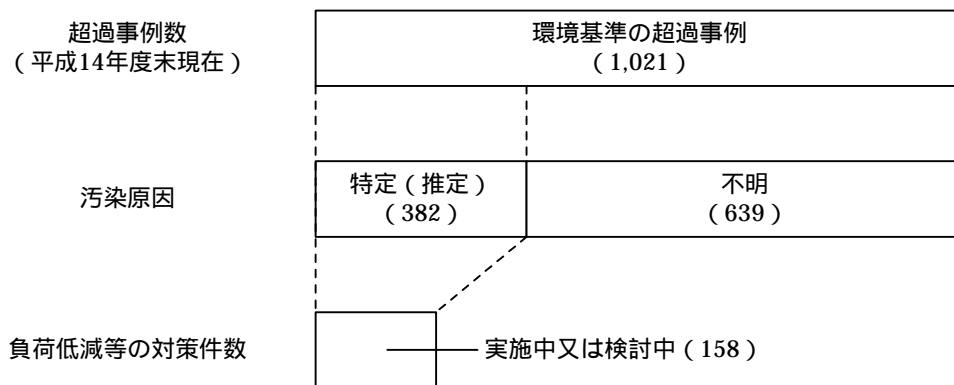 超過事例数
（平成14年度末現在）
環境基準の超過事例
（1,021）
汚染原因
特定（推定）
（382）
不明
（639）
負荷低減等の対策件数
実施中又は検討中（158）